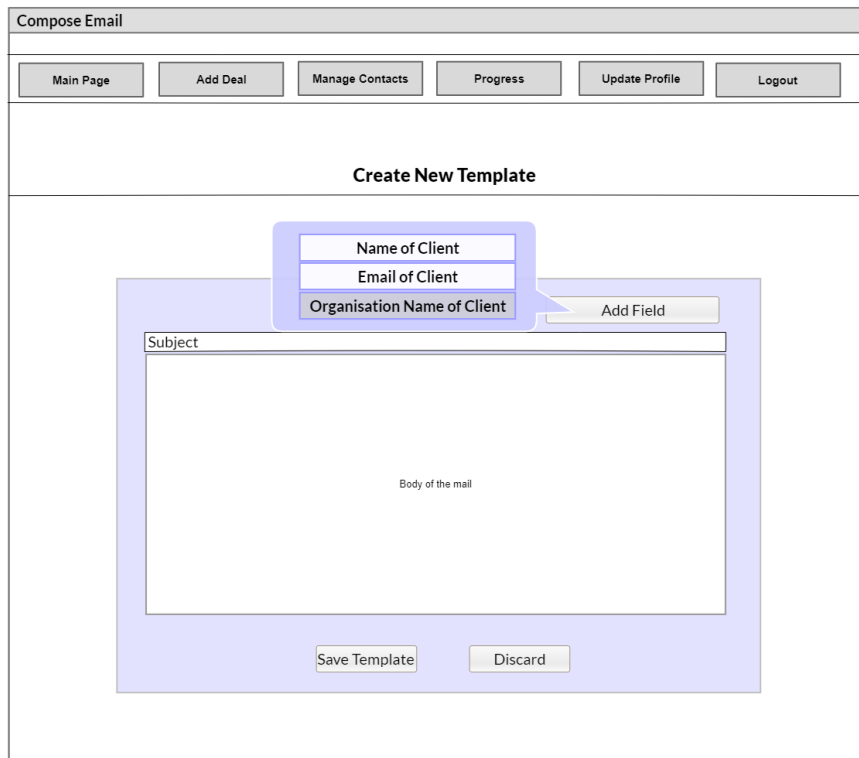 Compose Email
Main Page
Add Deal
Manage Contacts
Progress
Update Profile
Logout
Create New Template
Name of Client
Email of Client
Organisation Name of Client
Add Field
Subject
Body of the mail
Save Template
Discard